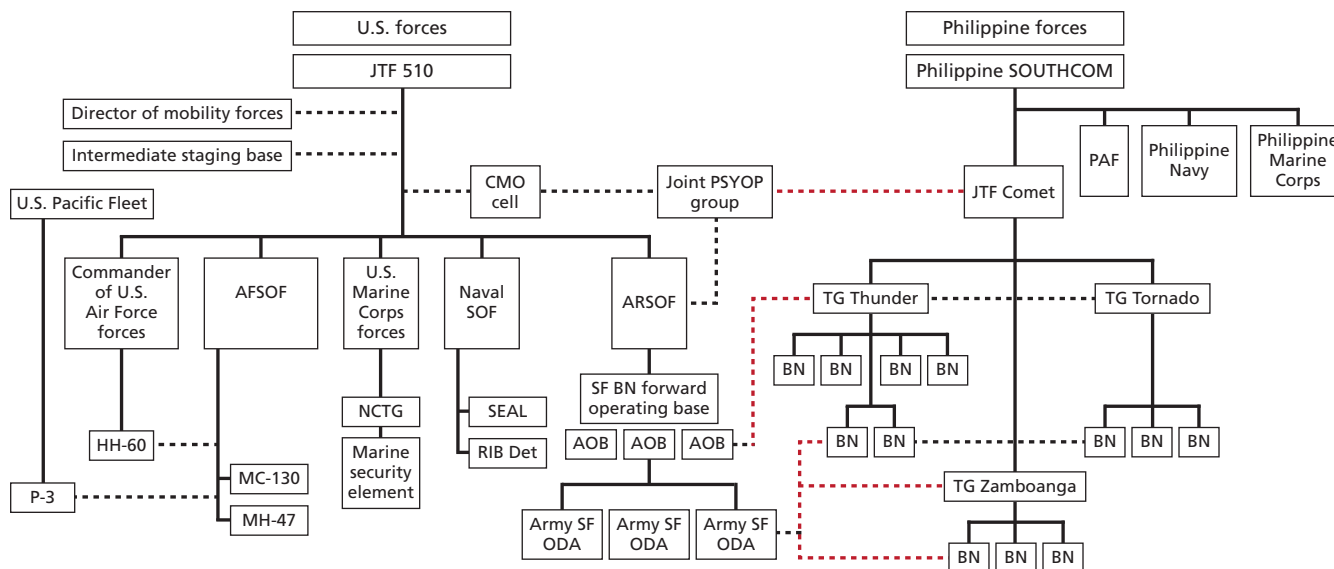 U.S. forces
Philippine forces
JTF 510
Philippine SOUTHCOM
Director of mobility forces
Intermediate staging base
PAF
Philippine
Navy
Philippine
Marine
Corps
U.S. Pacific Fleet
CMO
cell
Joint PSYOP
group
JTF Comet
Commander
of U.S.
Air Force
forces
AFSOF
U.S.
Marine
Corps
forces
Naval
SOF
ARSOF
TG Thunder
TG Tornado
BN
BN
BN
BN
SF BN forward
operating base
NCTG
SEAL
HH-60
AOB
AOB
AOB
BN
BN
BN
BN
BN
Marine
security
element
RIB Det
MC-130
P-3
MH-47
TG Zamboanga
Army SF
ODA
Army SF
ODA
Army SF
ODA
BN
BN
BN